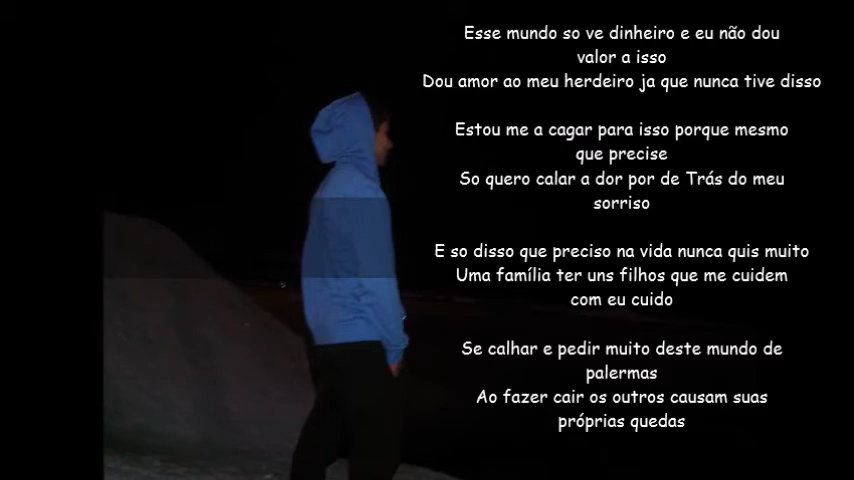 Esse mundo so ve dinheiro e eu não dou
valor a isso
Dou amor ao meu herdeiro ja que nunca tive disso
Estou me a cagar para isso porque mesmo
que precise
So quero calar a dor por de Trás do meu
sorriso
E so disso que preciso na vida nunca quis muito
Uma família ter uns filhos que me cuidem
com eu cuido
Se calhar e pedir muito deste mundo de
palermas
Ao fazer cair os outros causam suas
próprias quedas